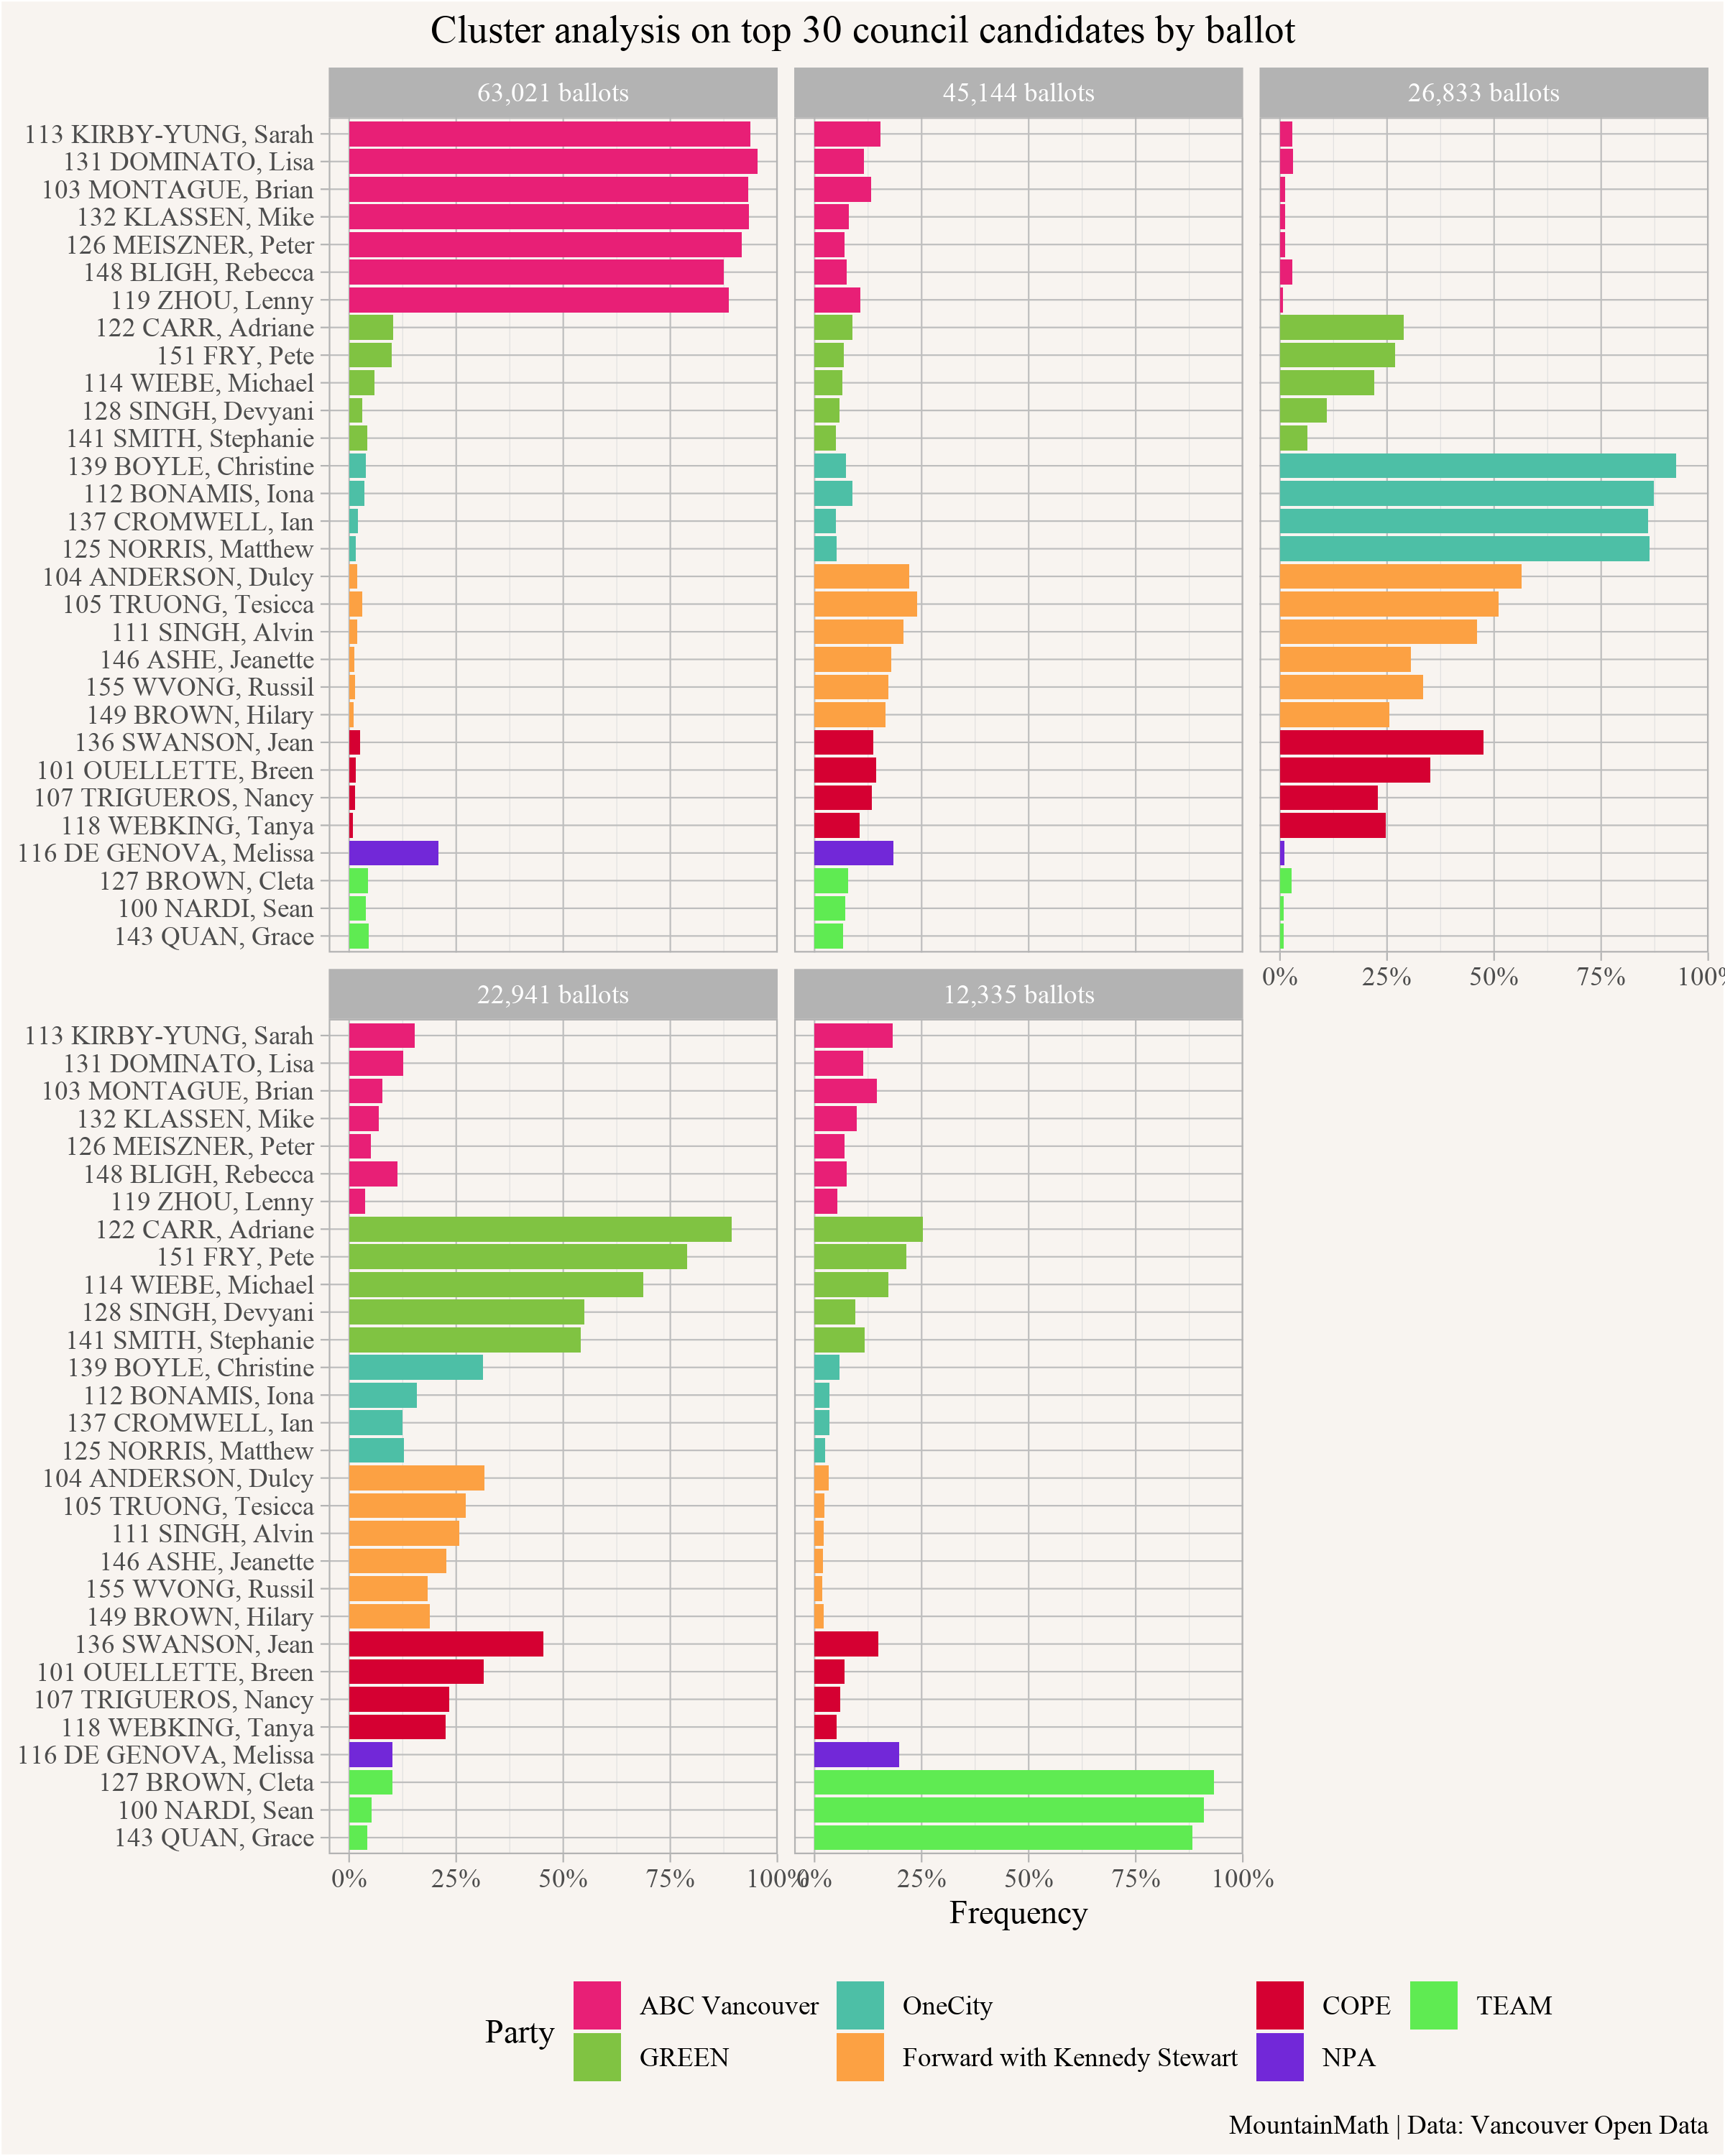 Cluster analysis on top 30 council candidates by ballot
63,021 ballots
45,144 ballots
26,833 ballots
113 KIRBY-YUNG, Sarah
131 DOMINATO, Lisa
103 MONTAGUE, Brian
132 KLASSEN, Mike
126 MEISZNER, Peter
148 BLIGH, Rebecca
119 ZHOU, Lenny
122 CARR, Adriane
151 FRY, Pete
114 WIEBE, Michael
128 SINGH, Devyani
141 SMITH, Stephanie
139 BOYLE, Christine
112 BONAMIS, Iona
137 CROMWELL, Ian
125 NORRIS, Matthew
104 ANDERSON, Dulcy
105 TRUONG, Tesicca
111 SINGH, Alvin
146 ASHE, Jeanette
155 WVONG, Russil
149 BROWN, Hilary
136 SWANSON, Jean
101 OUELLETTE, Breen
107 TRIGUEROS, Nancy
118 WEBKING, Tanya
116 DE GENOVA, Melissa
127 BROWN, Cleta
100 NARDI, Sean
143 QUAN, Grace
0% 25% 50% 75% 100%
22,941 ballots
12,335 ballots
113 KIRBY-YUNG, Sarah
131 DOMINATO, Lisa
103 MONTAGUE, Brian
132 KLASSEN, Mike
126 MEISZNER, Peter
148 BLIGH, Rebecca
119 ZHOU, Lenny
122 CARR, Adriane
151 FRY, Pete
114 WIEBE, Michael
128 SINGH, Devyani
141 SMITH, Stephanie
139 BOYLE, Christine
112 BONAMIS, Iona
137 CROMWELL, Ian
125 NORRIS, Matthew
104 ANDERSON, Dulcy
105 TRUONG, Tesicca
111 SINGH, Alvin
146 ASHE, Jeanette
155 WVONG, Russil
149 BROWN, Hilary
136 SWANSON, Jean
101 OUELLETTE, Breen
107 TRIGUEROS, Nancy
118 WEBKING, Tanya
116 DE GENOVA, Melissa
127 BROWN, Cleta
100 NARDI, Sean
143 QUAN, Grace
0% 25% 50% 75% 100%
0% 25% 50% 75% 100%
Frequency
Party
ABC Vancouver
GREEN
OneCity
Forward with Kennedy Stewart
COPE
NPA
TEAM
MountainMath | Data: Vancouver Open Data